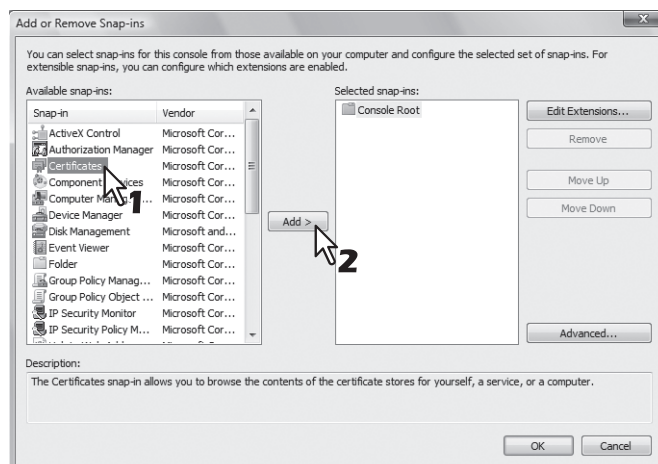 Add or Remove Snap-ins
You can select snap-ins for this console from those available on your computer and configure the selected set of snap-ins. For
extensible snap-ins, you can configure which extensions are enabled.
Available snap-ins:
Snap-in Vendor
ActiveX Control Microsoft Cor...
Authorization Manager Microsoft Cor...
Certificates Microsoft Cor...
Component Microsoft Cor...
Computer Microsoft Cor...
Device Manager Microsoft Cor...
Disk Management Microsoft and...
Event Viewer Microsoft Cor...
Folder Microsoft Cor...
Group Policy Manag... Microsoft Cor...
Group Policy Object ... Microsoft Cor...
IP Security Monitor Microsoft Cor...
IP Security Policy M... Microsoft Cor...
1
Add >
2
Selected snap-ins:
Console Root
Edit Extensions...
Remove
Move Up
Move Down
Advanced...
Description:
The Certificates snap-in allows you to browse the contents of the certificate stores for yourself, a service, or a computer.
OK Cancel